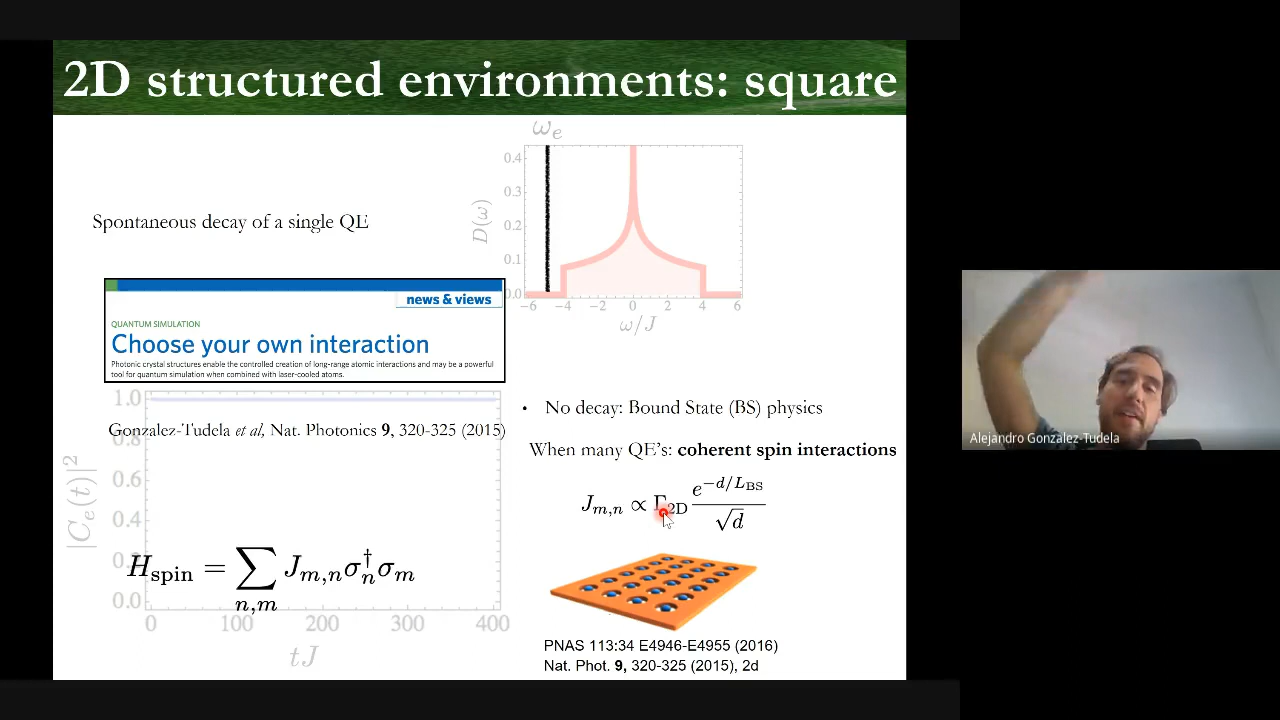 2D structured environments: square
ω_e
Spontaneous decay of a single QE
D(ω)
0.4
0.3
0.2
0.1
0.0
−6 −4 −2 0 2 4 6
ω/J
news & views
QUANTUM SIMULATION
Choose your own interaction
Photonic crystal structures enable the controlled creation of long-range atomic interactions and may be a powerful
tool for quantum simulation when combined with laser-cooled atoms.
Gonzalez-Tudela et al, Nat. Photonics 9, 320-325 (2015)
• No decay: Bound State (BS) physics
When many QE's: coherent spin interactions
J_{m,n} ∝ Γ_{2D} e^{−d/L_{BS}} / √d
|C_e(t)|²
1.0
0.8
0.6
0.4
0.2
0.0
H_{spin} = ∑_{n,m} J_{m,n} σ_n^† σ_m
0 100 200 300 400
tJ
PNAS 113:34 E4946-E4955 (2016)
Nat. Phot. 9, 320-325 (2015), 2d
Alejandro Gonzalez-Tudela